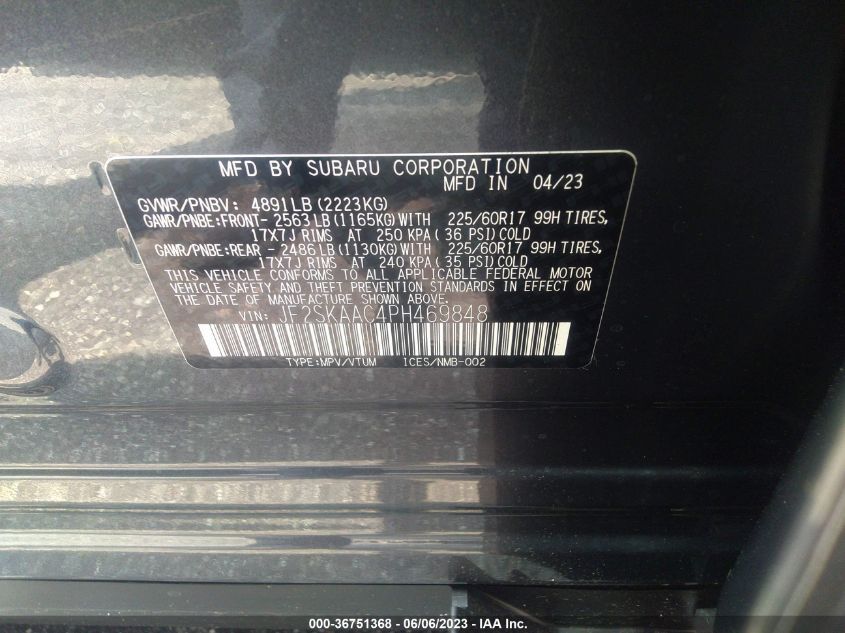 MFD BY SUBARU CORPORATION
MFD IN 04/23
GVWR/PNBV: 4891LB (2223KG)
GAWR/PNBE:FRONT- 2563LB (1165KG) WITH 225/60R17 99H TIRES,
17X7J RIMS AT 250 KPA ( 36 PSI) COLD
GAWR/PNBE:REAR - 2486LB (1130KG) WITH 225/60R17 99H TIRES,
17X7J RIMS AT 240 KPA ( 35 PSI) COLD
THIS VEHICLE CONFORMS TO ALL APPLICABLE FEDERAL MOTOR
VEHICLE SAFETY AND THEFT PREVENTION STANDARDS IN EFFECT ON
THE DATE OF MANUFACTURE SHOWN ABOVE.
VIN: JF2SKAAC4PH469848
TYPE:MPV/VTUM ICES/NMB-002
000-36751368 - 06/06/2023 - IAA Inc.